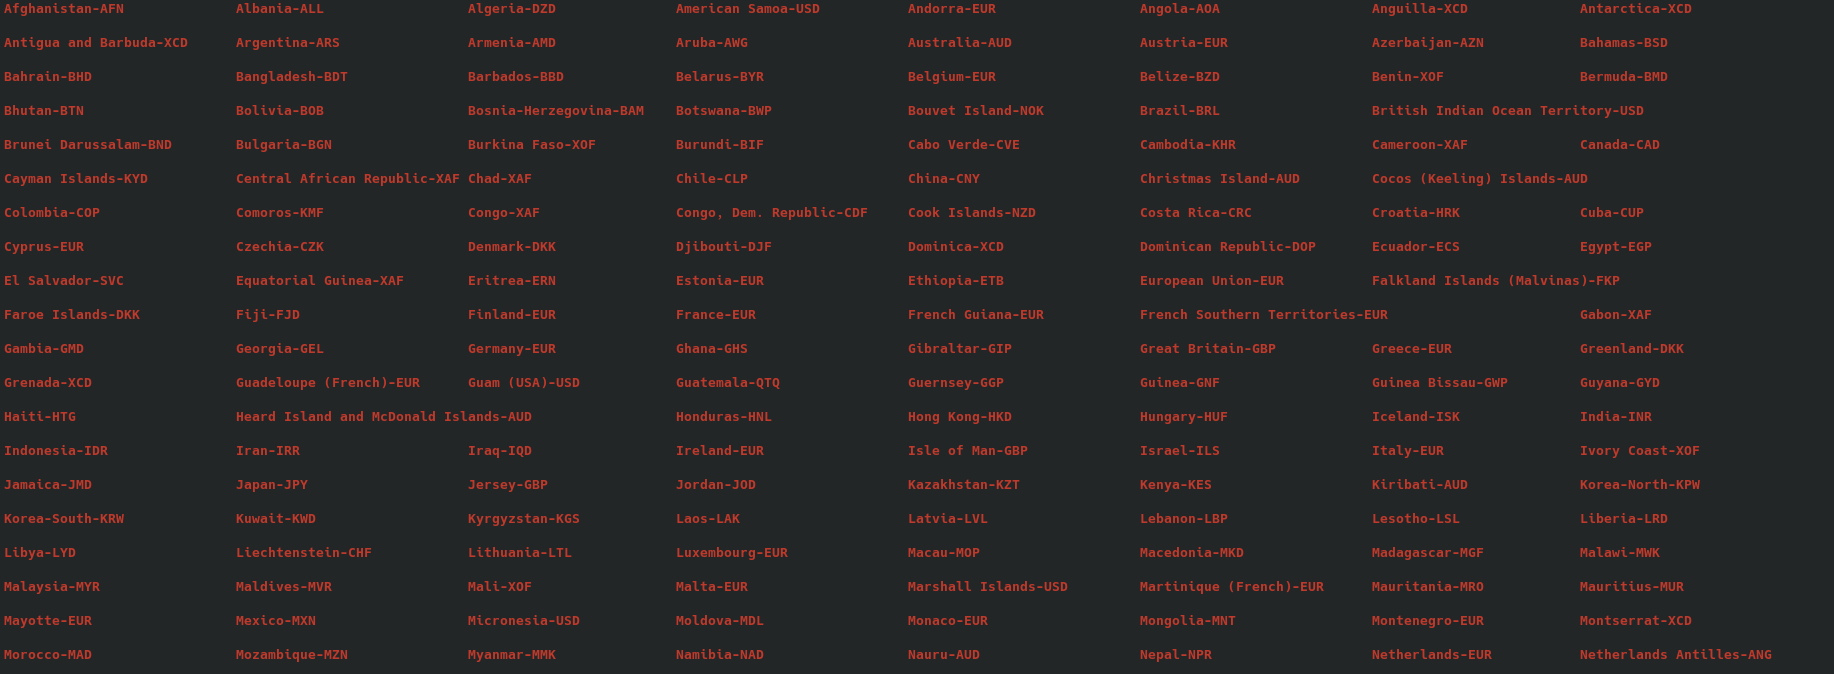 Afghanistan-AFN Albania-ALL Algeria-DZD American Samoa-USD Andorra-EUR Angola-AOA Anguilla-XCD Antarctica-XCD
Antigua and Barbuda-XCD Argentina-ARS Armenia-AMD Aruba-AWG Australia-AUD Austria-EUR Azerbaijan-AZN Bahamas-BSD
Bahrain-BHD Bangladesh-BDT Barbados-BBD Belarus-BYR Belgium-EUR Belize-BZD Benin-XOF Bermuda-BMD
Bhutan-BTN Bolivia-BOB Bosnia-Herzegovina-BAM Botswana-BWP Bouvet Island-NOK Brazil-BRL British Indian Ocean Territory-USD
Brunei Darussalam-BND Bulgaria-BGN Burkina Faso-XOF Burundi-BIF Cabo Verde-CVE Cambodia-KHR Cameroon-XAF Canada-CAD
Cayman Islands-KYD Central African Republic-XAF Chad-XAF Chile-CLP China-CNY Christmas Island-AUD Cocos (Keeling) Islands-AUD
Colombia-COP Comoros-KMF Congo-XAF Congo, Dem. Republic-CDF Cook Islands-NZD Costa Rica-CRC Croatia-HRK Cuba-CUP
Cyprus-EUR Czechia-CZK Denmark-DKK Djibouti-DJF Dominica-XCD Dominican Republic-DOP Ecuador-ECS Egypt-EGP
El Salvador-SVC Equatorial Guinea-XAF Eritrea-ERN Estonia-EUR Ethiopia-ETB European Union-EUR Falkland Islands (Malvinas)-FKP
Faroe Islands-DKK Fiji-FJD Finland-EUR France-EUR French Guiana-EUR French Southern Territories-EUR Gabon-XAF
Gambia-GMD Georgia-GEL Germany-EUR Ghana-GHS Gibraltar-GIP Great Britain-GBP Greece-EUR Greenland-DKK
Grenada-XCD Guadeloupe (French)-EUR Guam (USA)-USD Guatemala-QTQ Guernsey-GGP Guinea-GNF Guinea Bissau-GWP Guyana-GYD
Haiti-HTG Heard Island and McDonald Islands-AUD Honduras-HNL Hong Kong-HKD Hungary-HUF Iceland-ISK India-INR
Indonesia-IDR Iran-IRR Iraq-IQD Ireland-EUR Isle of Man-GBP Israel-ILS Italy-EUR Ivory Coast-XOF
Jamaica-JMD Japan-JPY Jersey-GBP Jordan-JOD Kazakhstan-KZT Kenya-KES Kiribati-AUD Korea-North-KPW
Korea-South-KRW Kuwait-KWD Kyrgyzstan-KGS Laos-LAK Latvia-LVL Lebanon-LBP Lesotho-LSL Liberia-LRD
Libya-LYD Liechtenstein-CHF Lithuania-LTL Luxembourg-EUR Macau-MOP Macedonia-MKD Madagascar-MGF Malawi-MWK
Malaysia-MYR Maldives-MVR Mali-XOF Malta-EUR Marshall Islands-USD Martinique (French)-EUR Mauritania-MRO Mauritius-MUR
Mayotte-EUR Mexico-MXN Micronesia-USD Moldova-MDL Monaco-EUR Mongolia-MNT Montenegro-EUR Montserrat-XCD
Morocco-MAD Mozambique-MZN Myanmar-MMK Namibia-NAD Nauru-AUD Nepal-NPR Netherlands-EUR Netherlands Antilles-ANG